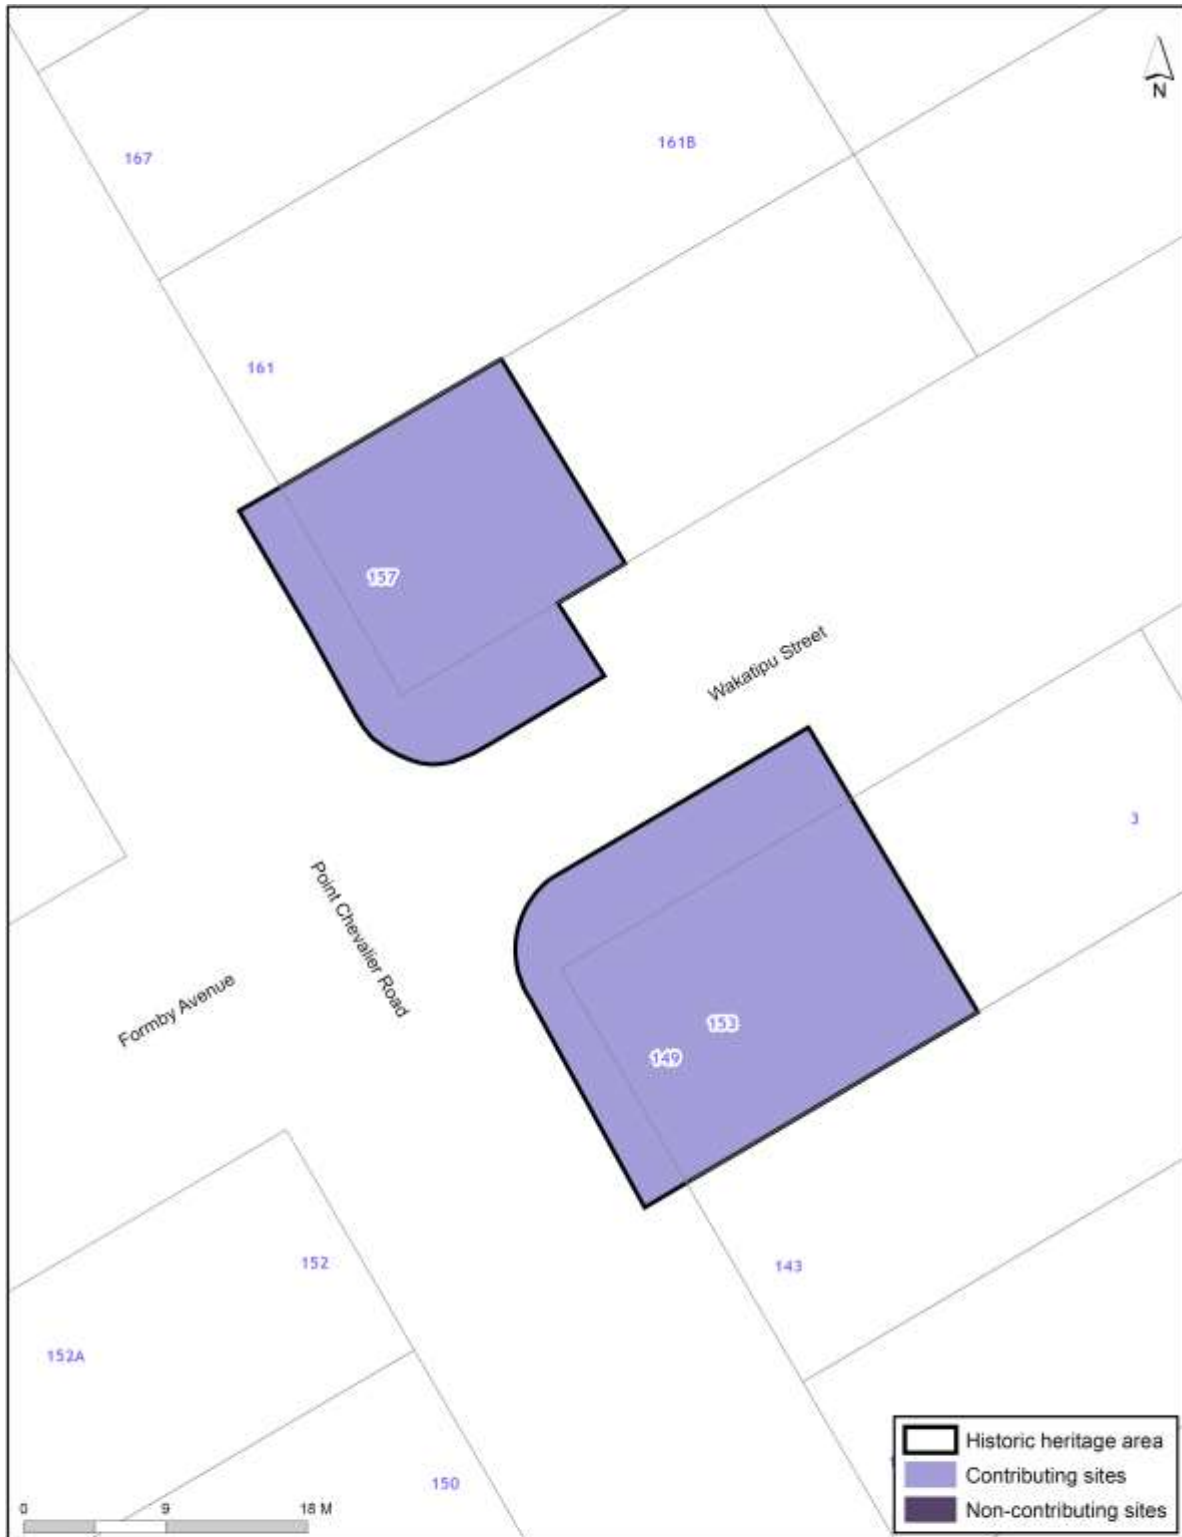 N
161B
167
161
157
Wakatipu Street
3
Point Chevalier Road
Formby Avenue
153
149
152
143
152A
150
Historic heritage area
Contributing sites
Non-contributing sites
0 9 18 M